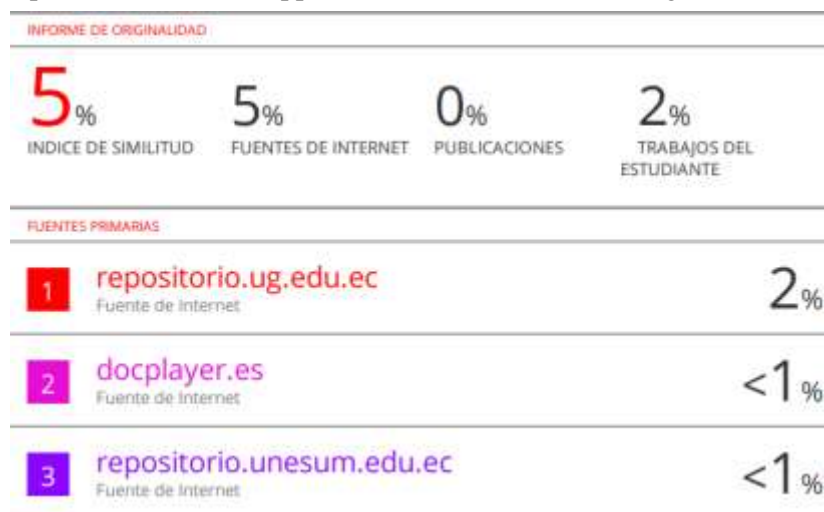 INFORME DE ORIGINALIDAD
5% 5% 0% 2%
INDICE DE SIMILITUD FUENTES DE INTERNET PUBLICACIONES TRABAJOS DEL
ESTUDIANTE
FUENTES PRIMARIAS
1 repositorio.ug.edu.ec 2%
Fuente de Internet
2 docplayer.es <1%
Fuente de Internet
3 repositorio.unesum.edu.ec <1%
Fuente de Internet